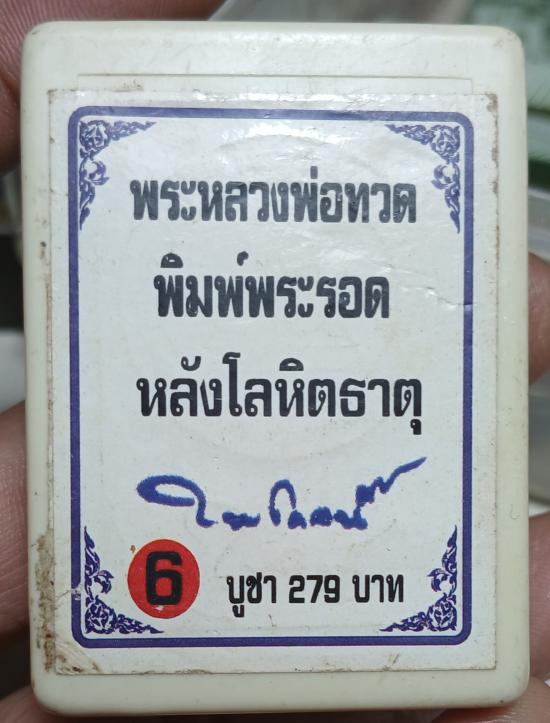 พระหลวงพ่อทวด
พิมพ์พระรอด
หลังโลหิตธาตุ
6 บูชา 279 บาท